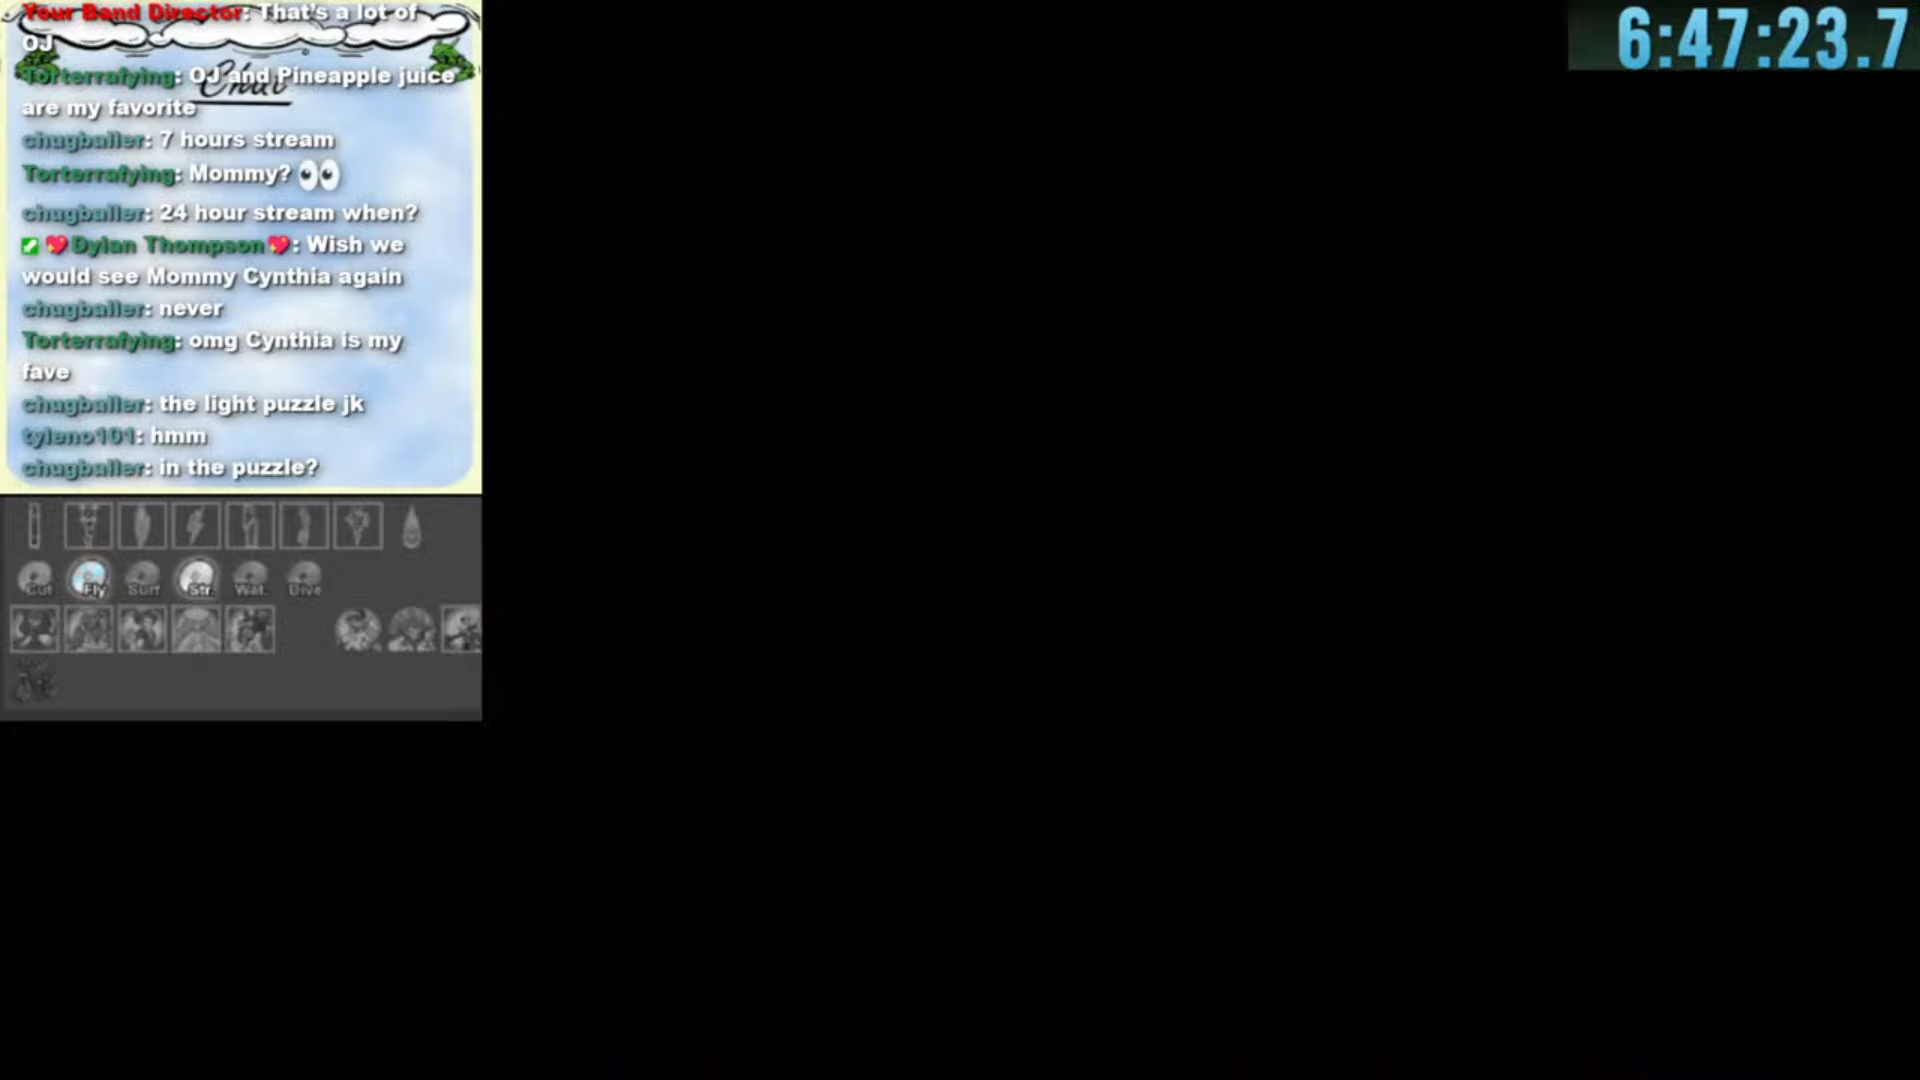 6:47:23.7
Your Band Director: That's a lot of
OJ
Chat
Torterrafying: OJ and Pineapple juice
are my favorite
chugballer: 7 hours stream
Torterrafying: Mommy? 👀
chugballer: 24 hour stream when?
💖Dylan Thompson💖: Wish we
would see Mommy Cynthia again
chugballer: never
Torterrafying: omg Cynthia is my
fave
chugballer: the light puzzle jk
tyleno101: hmm
chugballer: in the puzzle?
Cut Fly Surf Str. Wat. Dive